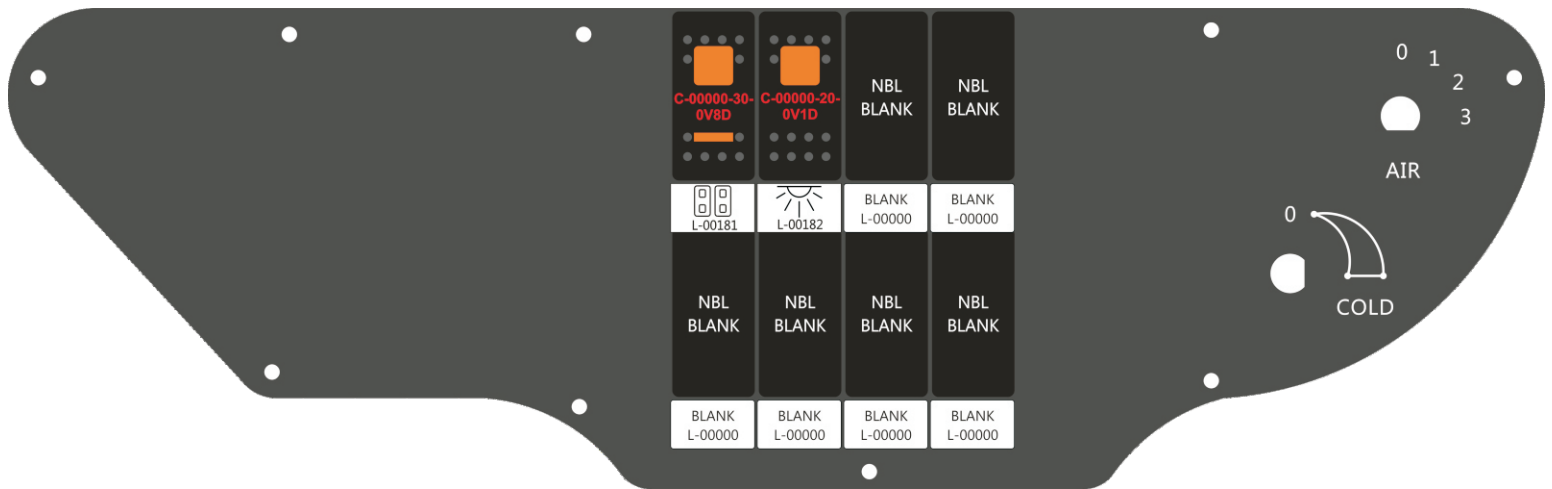 C-00000-30-
0V8D
C-00000-20-
0V1D
NBL
BLANK
NBL
BLANK
0
1
2
3
AIR
L-00181
L-00182
BLANK
L-00000
BLANK
L-00000
0
COLD
NBL
BLANK
NBL
BLANK
NBL
BLANK
NBL
BLANK
BLANK
L-00000
BLANK
L-00000
BLANK
L-00000
BLANK
L-00000